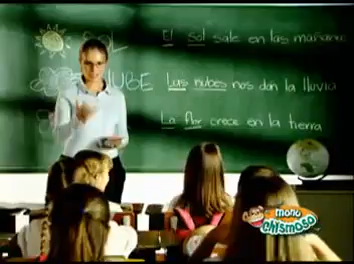 SOL
El sol sale en las mañanas
NUBE
Las nubes nos dan la lluvia
La flor crece en la tierra
Mono
CHISMOSO